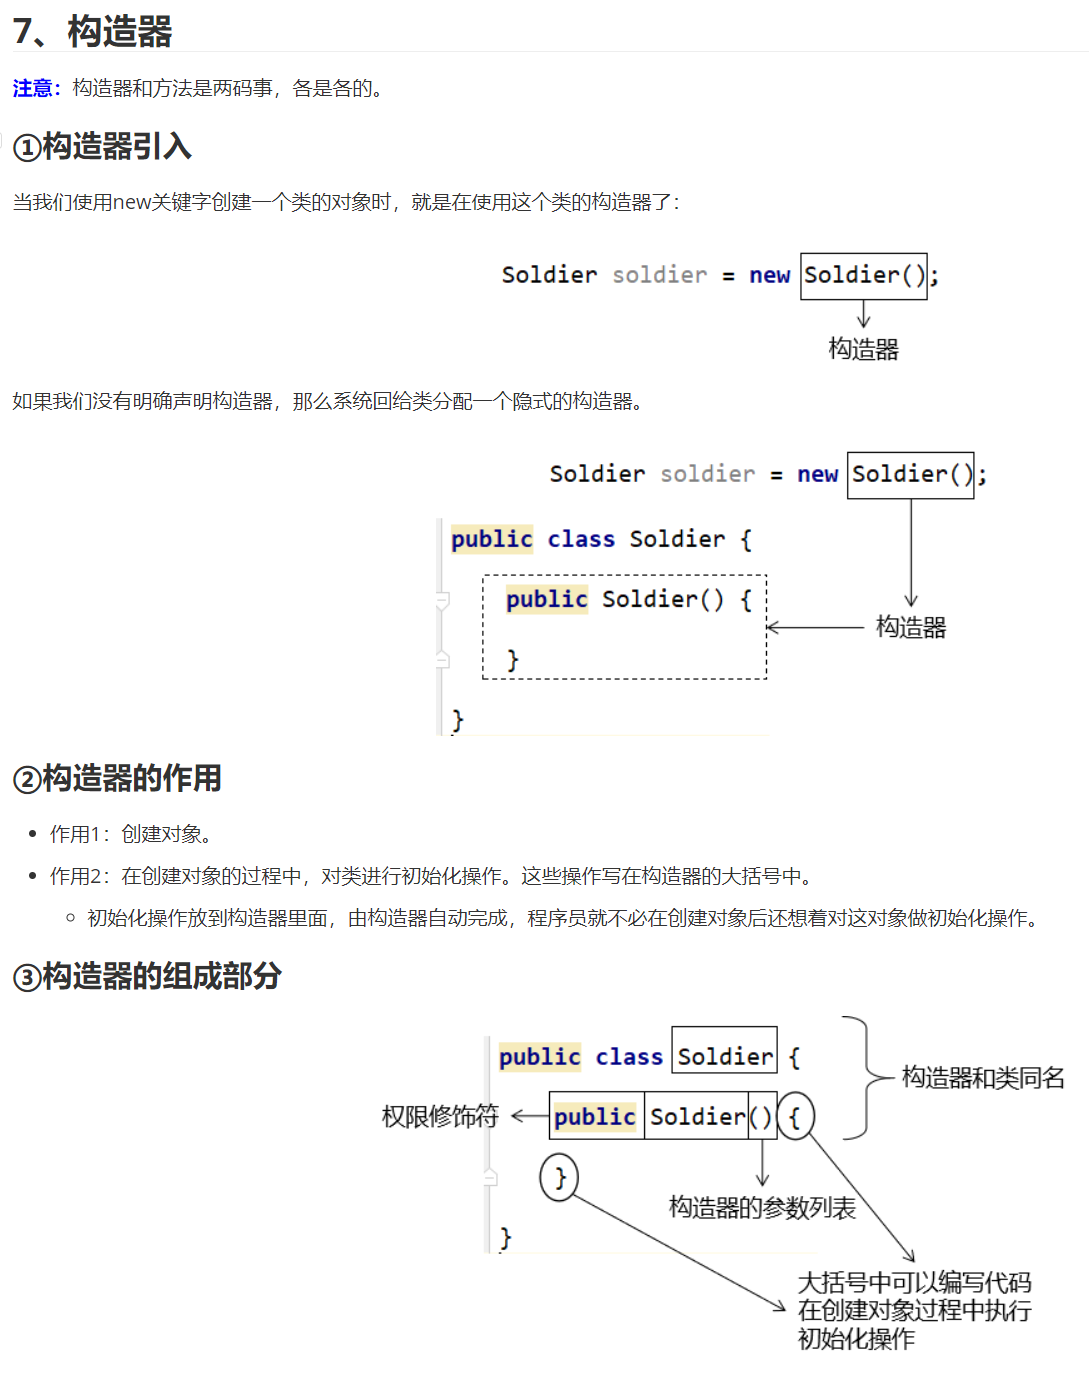 7、构造器
注意：构造器和方法是两码事，各是各的。
①构造器引入
当我们使用new关键字创建一个类的对象时，就是在使用这个类的构造器了：
Soldier soldier = new Soldier();
构造器
如果我们没有明确声明构造器，那么系统回给类分配一个隐式的构造器。
Soldier soldier = new Soldier();
public class Soldier {
public Soldier() {
构造器
}
}
②构造器的作用
作用1：创建对象。
作用2：在创建对象的过程中，对类进行初始化操作。这些操作写在构造器的大括号中。
初始化操作放到构造器里面，由构造器自动完成，程序员就不必在创建对象后还想着对这对象做初始化操作。
③构造器的组成部分
public class Soldier {
构造器和类同名
权限修饰符
public Soldier() {
}
构造器的参数列表
}
大括号中可以编写代码
在创建对象过程中执行
初始化操作